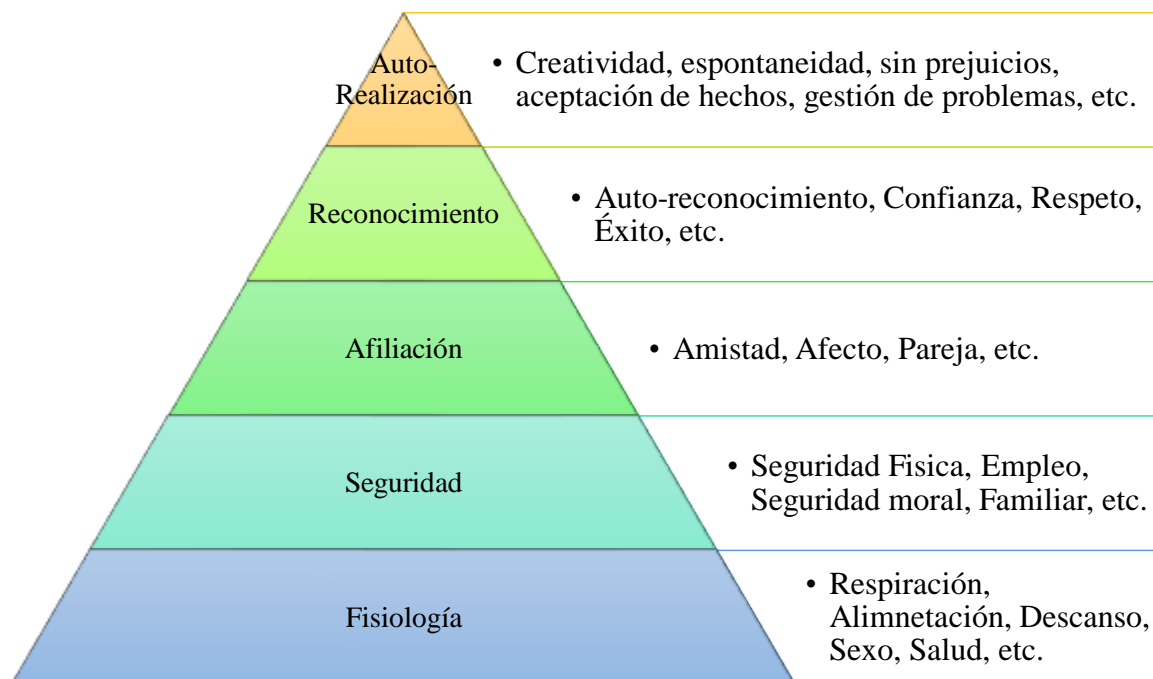 Auto-
Realización
• Creatividad, espontaneidad, sin prejuicios,
aceptación de hechos, gestión de problemas, etc.
Reconocimiento
• Auto-reconocimiento, Confianza, Respeto,
Éxito, etc.
Afiliación
• Amistad, Afecto, Pareja, etc.
Seguridad
• Seguridad Fisica, Empleo,
Seguridad moral, Familiar, etc.
Fisiología
• Respiración,
Alimnetación, Descanso,
Sexo, Salud, etc.